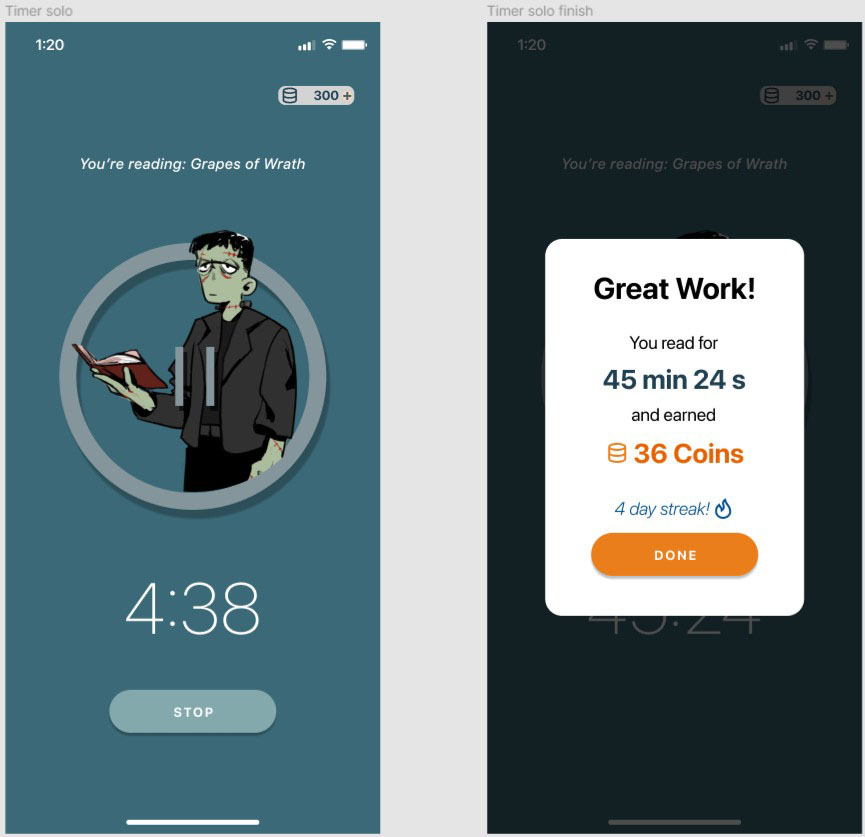 Timer solo
1:20
300 +
You're reading: Grapes of Wrath
4:38
STOP
Timer solo finish
1:20
300 +
You're reading: Grapes of Wrath
Great Work!
You read for
45 min 24 s
and earned
36 Coins
4 day streak!
DONE
45:24